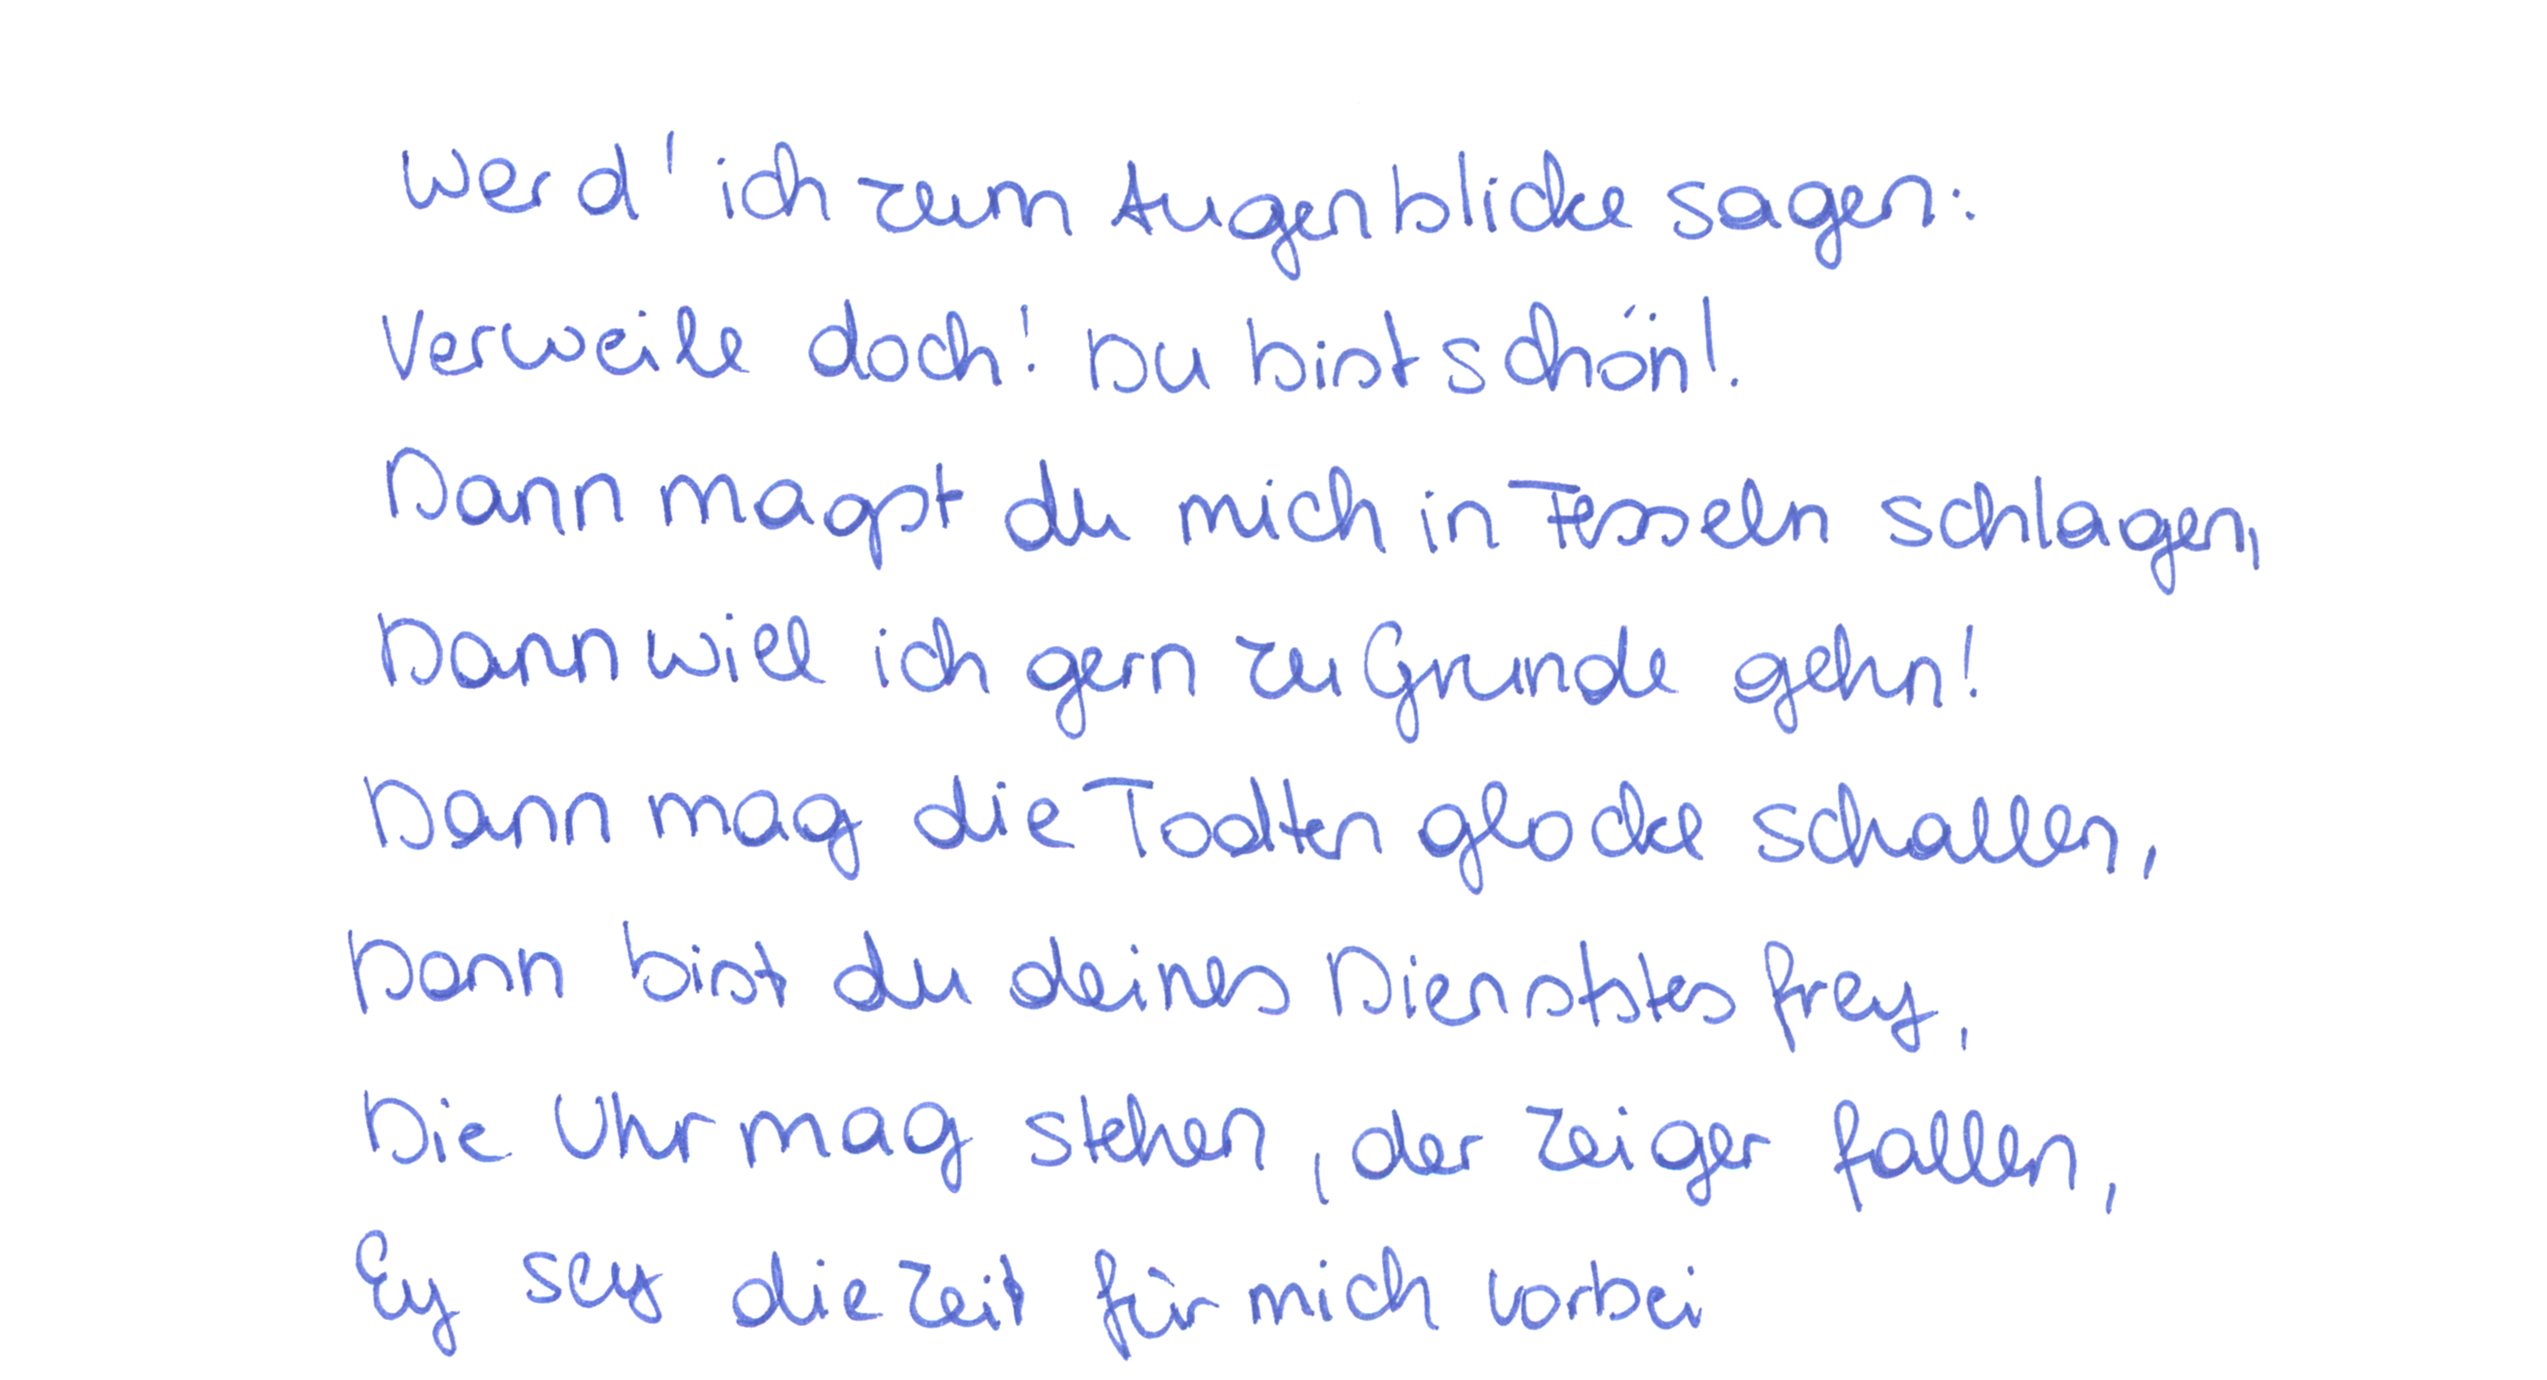 Werd' ich zum Augenblicke sagen:
Verweile doch! Du bist schön!
Dann magst du mich in Fesseln schlagen,
Dann will ich gern zu Grunde gehn!
Dann mag die Todtenglocke schallen,
Dann bist du deines Dienststes frey,
Die Uhr mag stehen, der Zeiger fallen,
Ey sey die Zeit für mich vorbei